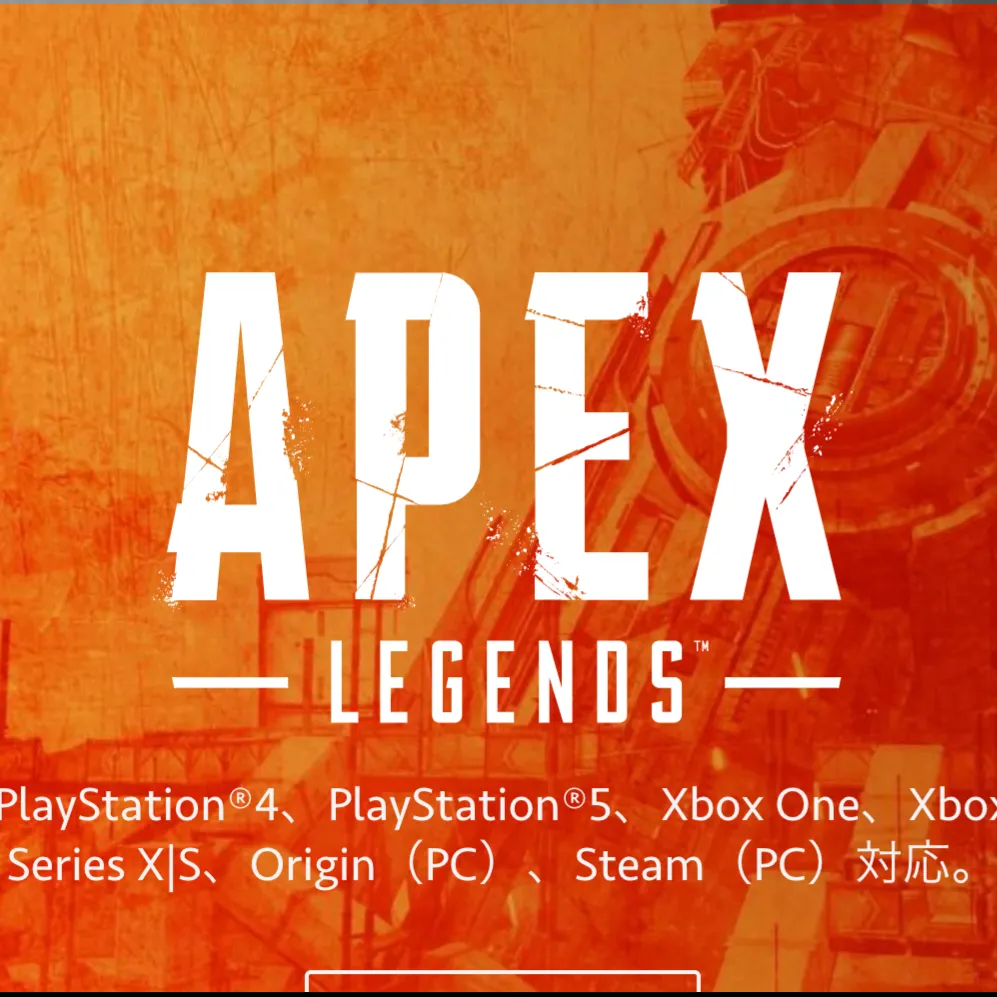 APEX
LEGENDS™
PlayStation®4、PlayStation®5、Xbox One、Xbox
Series X|S、Origin（PC）、Steam（PC）対応。